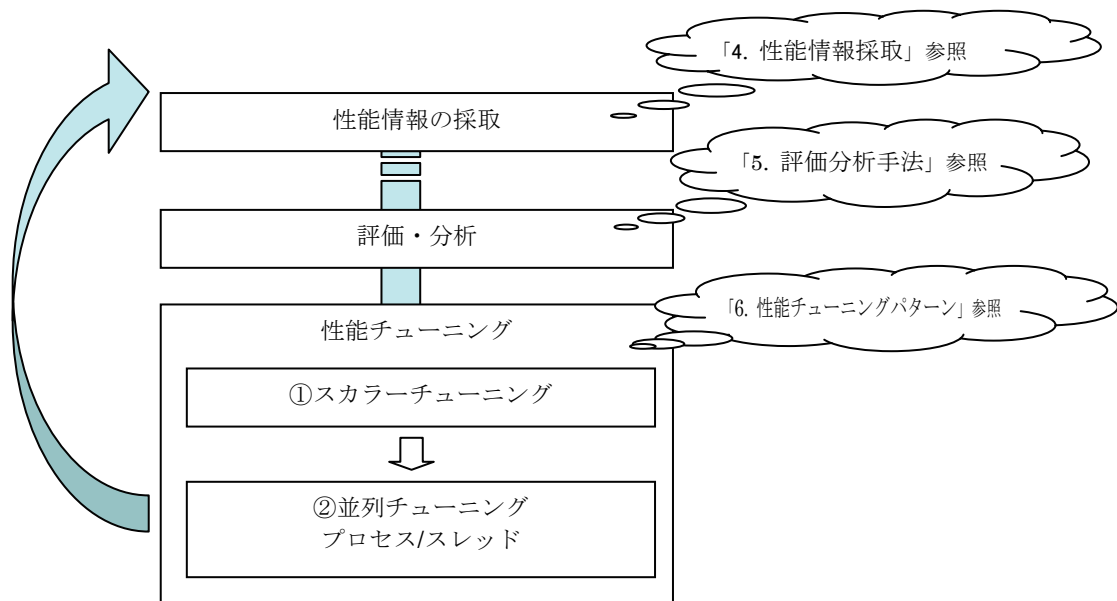 「4. 性能情報採取」参照
性能情報の採取
「5. 評価分析手法」参照
評価・分析
「6. 性能チューニングパターン」参照
性能チューニング
①スカラーチューニング
②並列チューニング
プロセス/スレッド